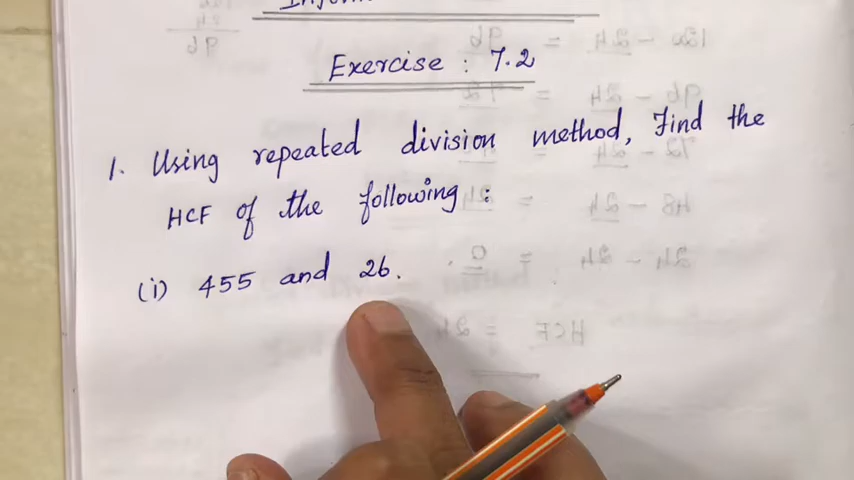 Exercise : 7.2
1. Using repeated division method, Find the
HCF of the following :
(i) 455 and 26.